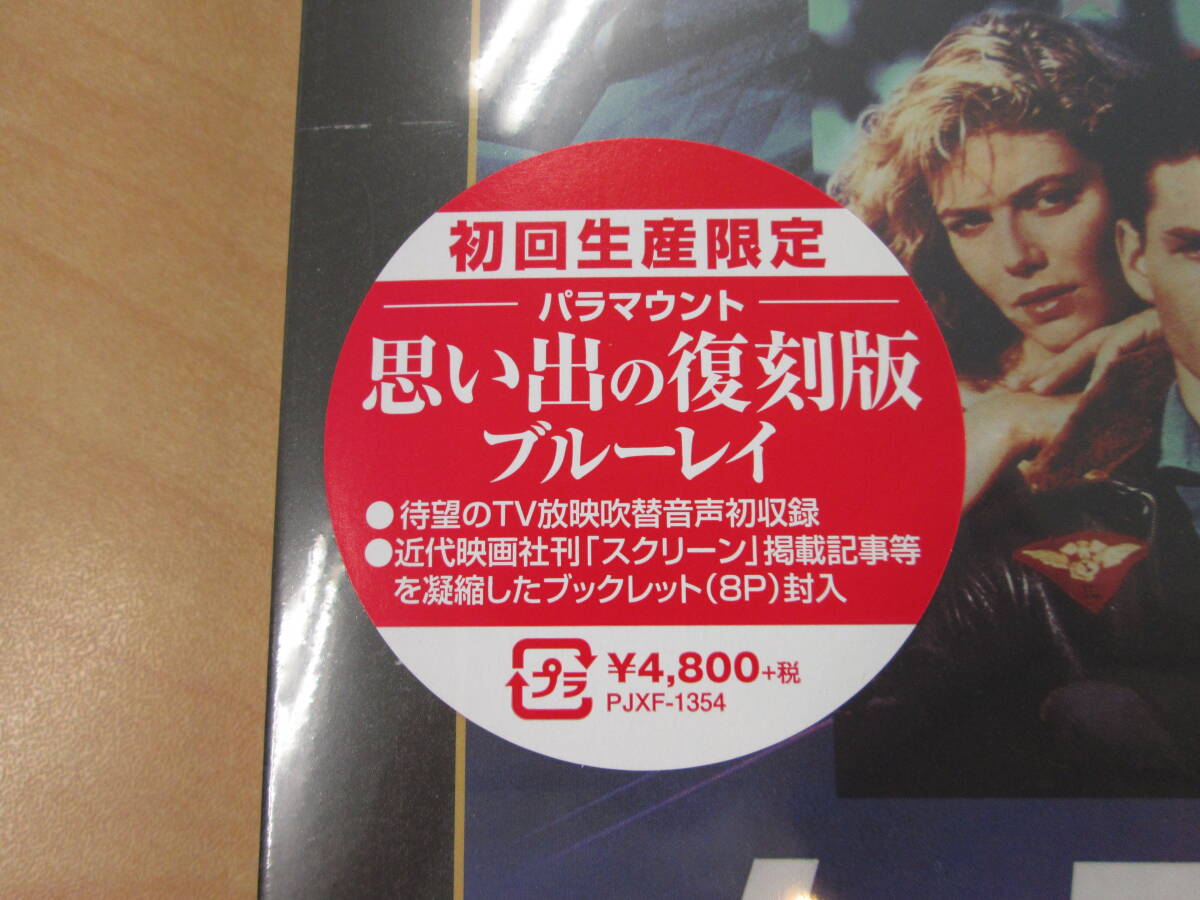 初回生産限定
パラマウント
思い出の復刻版
ブルーレイ
●待望のTV放映吹替音声初収録
●近代映画社刊「スクリーン」掲載記事等
を凝縮したブックレット(8P)封入
プラ ¥4,800+税
PJXF-1354